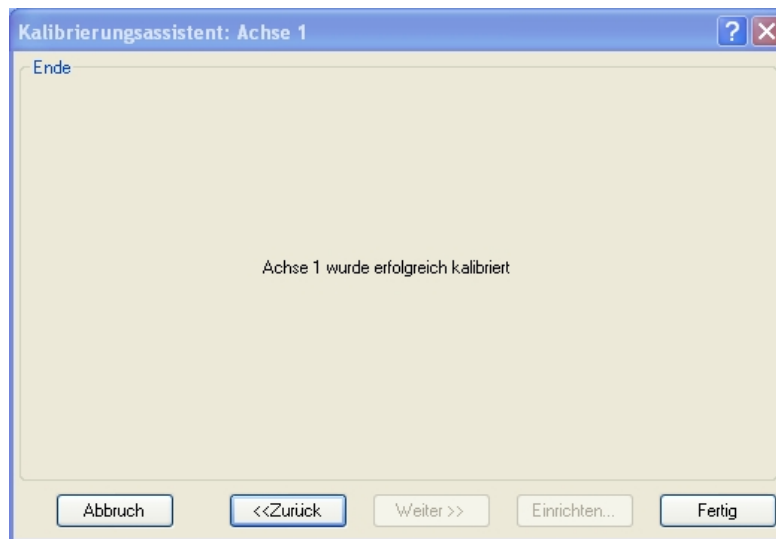 Kalibrierungsassistent: Achse 1
?
Ende
Achse 1 wurde erfolgreich kalibriert
Abbruch
<<Zurück
Weiter >>
Einrichten...
Fertig